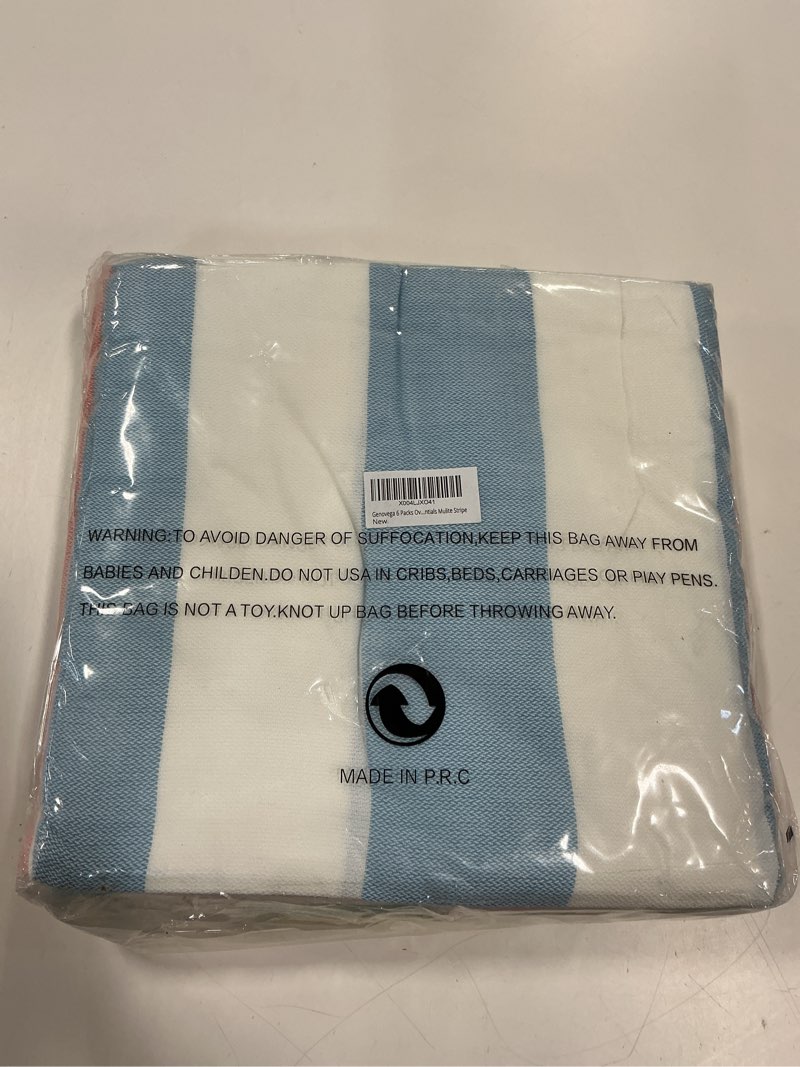 X004LJXO41
Genovega 6 Packs Ov...ntials Mulite Stripe
New.
WARNING:TO AVOID DANGER OF SUFFOCATION,KEEP THIS BAG AWAY FROM
BABIES AND CHILDEN.DO NOT USA IN CRIBS,BEDS,CARRIAGES OR PIAY PENS.
THIS BAG IS NOT A TOY.KNOT UP BAG BEFORE THROWING AWAY.
MADE IN P.R.C